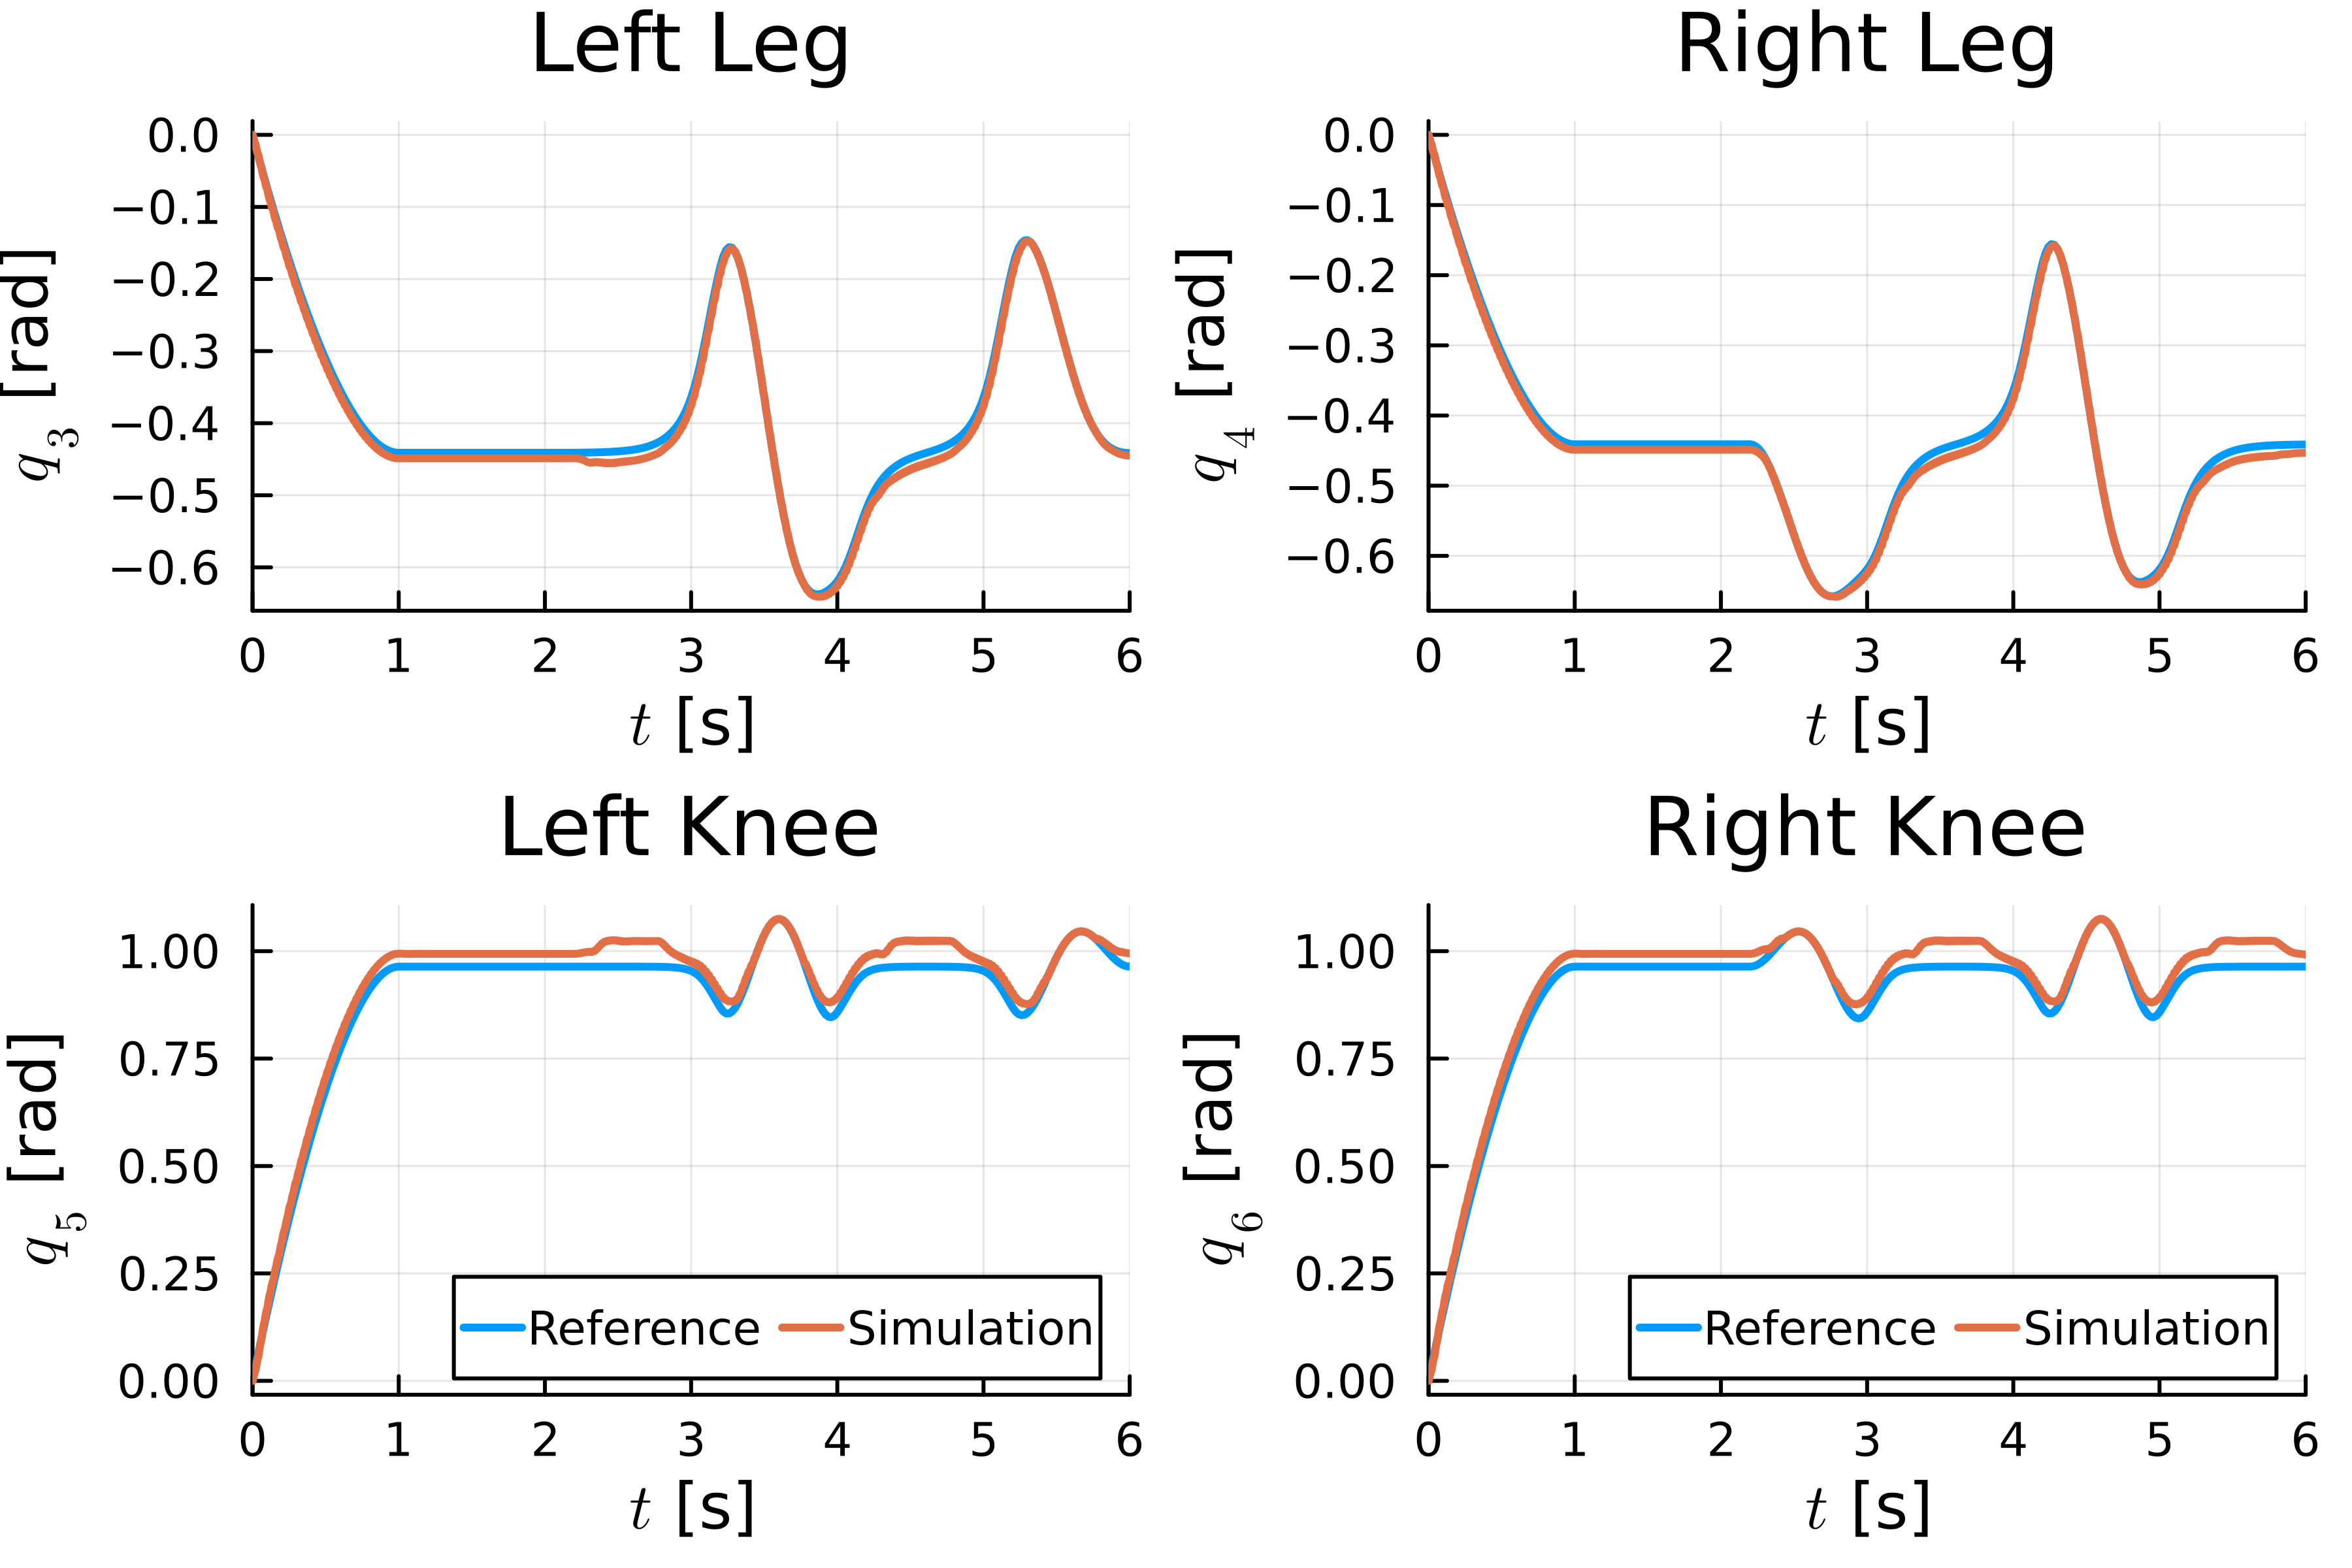 Left Leg
0.0
−0.1
−0.2
−0.3
−0.4
−0.5
−0.6
q3 [rad]
0 1 2 3 4 5 6
t [s]
Right Leg
0.0
−0.1
−0.2
−0.3
−0.4
−0.5
−0.6
q4 [rad]
0 1 2 3 4 5 6
t [s]
Left Knee
1.00
0.75
0.50
0.25
0.00
q5 [rad]
Reference Simulation
0 1 2 3 4 5 6
t [s]
Right Knee
1.00
0.75
0.50
0.25
0.00
q6 [rad]
Reference Simulation
0 1 2 3 4 5 6
t [s]